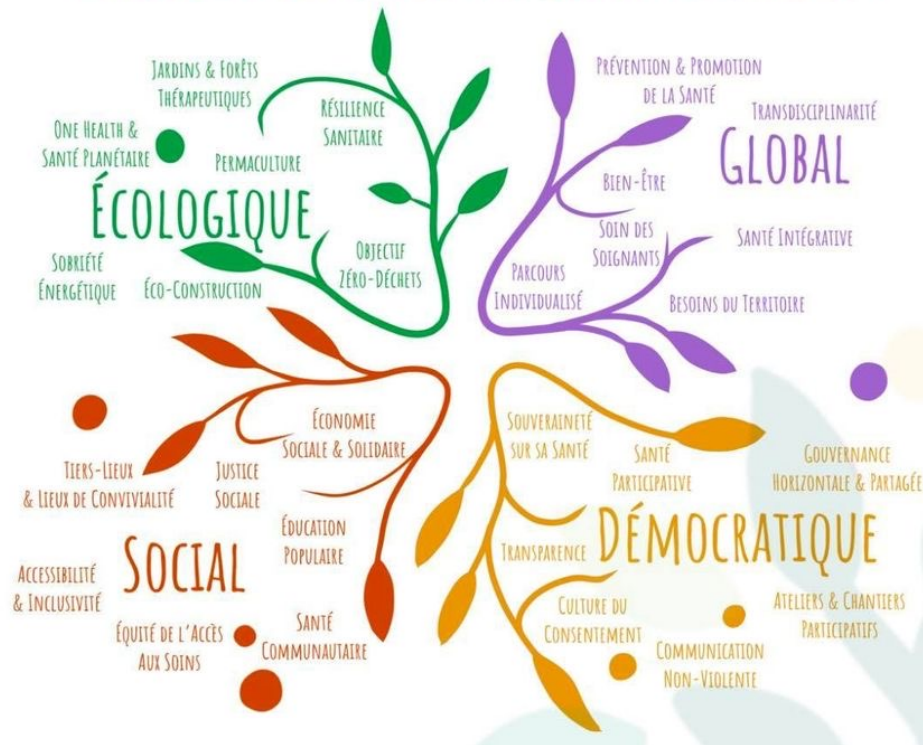 Jardins & Forêts
Thérapeutiques
Résilience
Sanitaire
One Health &
Santé Planétaire
Permaculture
Écologique
Objectif
Zéro-Déchets
Sobriété
Énergétique
Éco-Construction
Prévention & Promotion
de la Santé
Transdisciplinarité
Global
Bien-Être
Soin des
Soignants
Santé Intégrative
Parcours
Individualisé
Besoins du Territoire
Économie
Sociale & Solidaire
Tiers-Lieux
& Lieux de Convivialité
Justice
Sociale
Éducation
Populaire
Social
Accessibilité
& Inclusivité
Équité de l'Accès
Aux Soins
Santé
Communautaire
Souveraineté
sur sa Santé
Santé
Participative
Gouvernance
Horizontale & Partagée
Démocratique
Transparence
Culture du
Consentement
Ateliers & Chantiers
Participatifs
Communication
Non-Violente